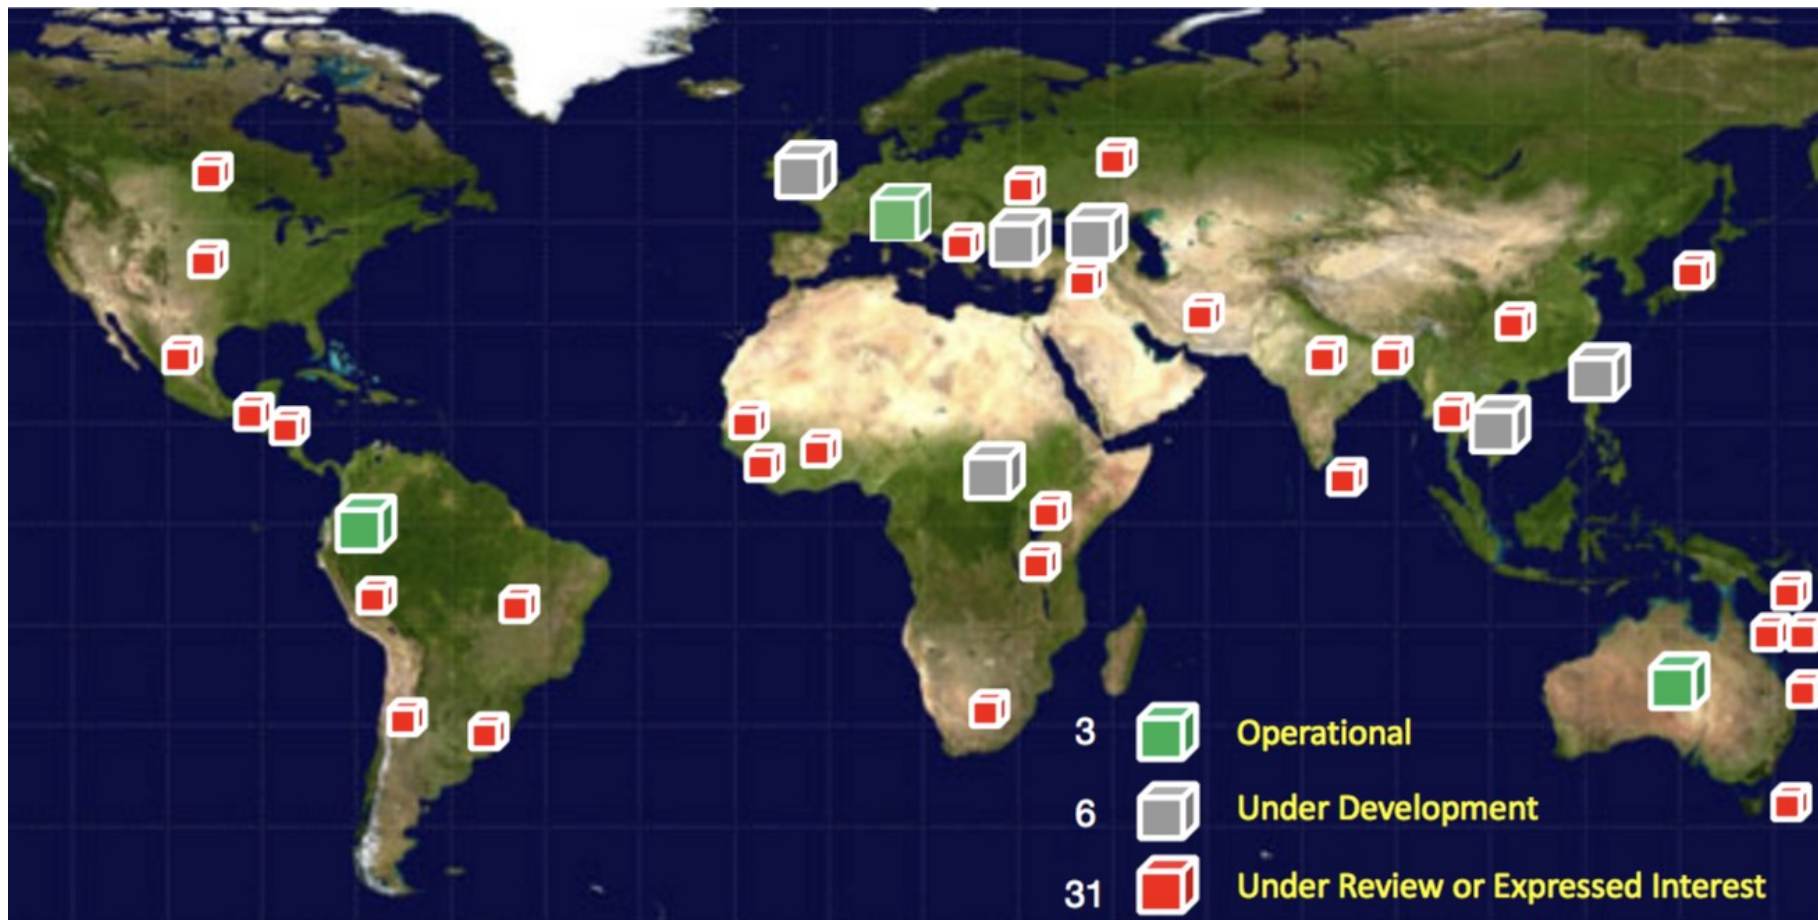 3 Operational
6 Under Development
31 Under Review or Expressed Interest